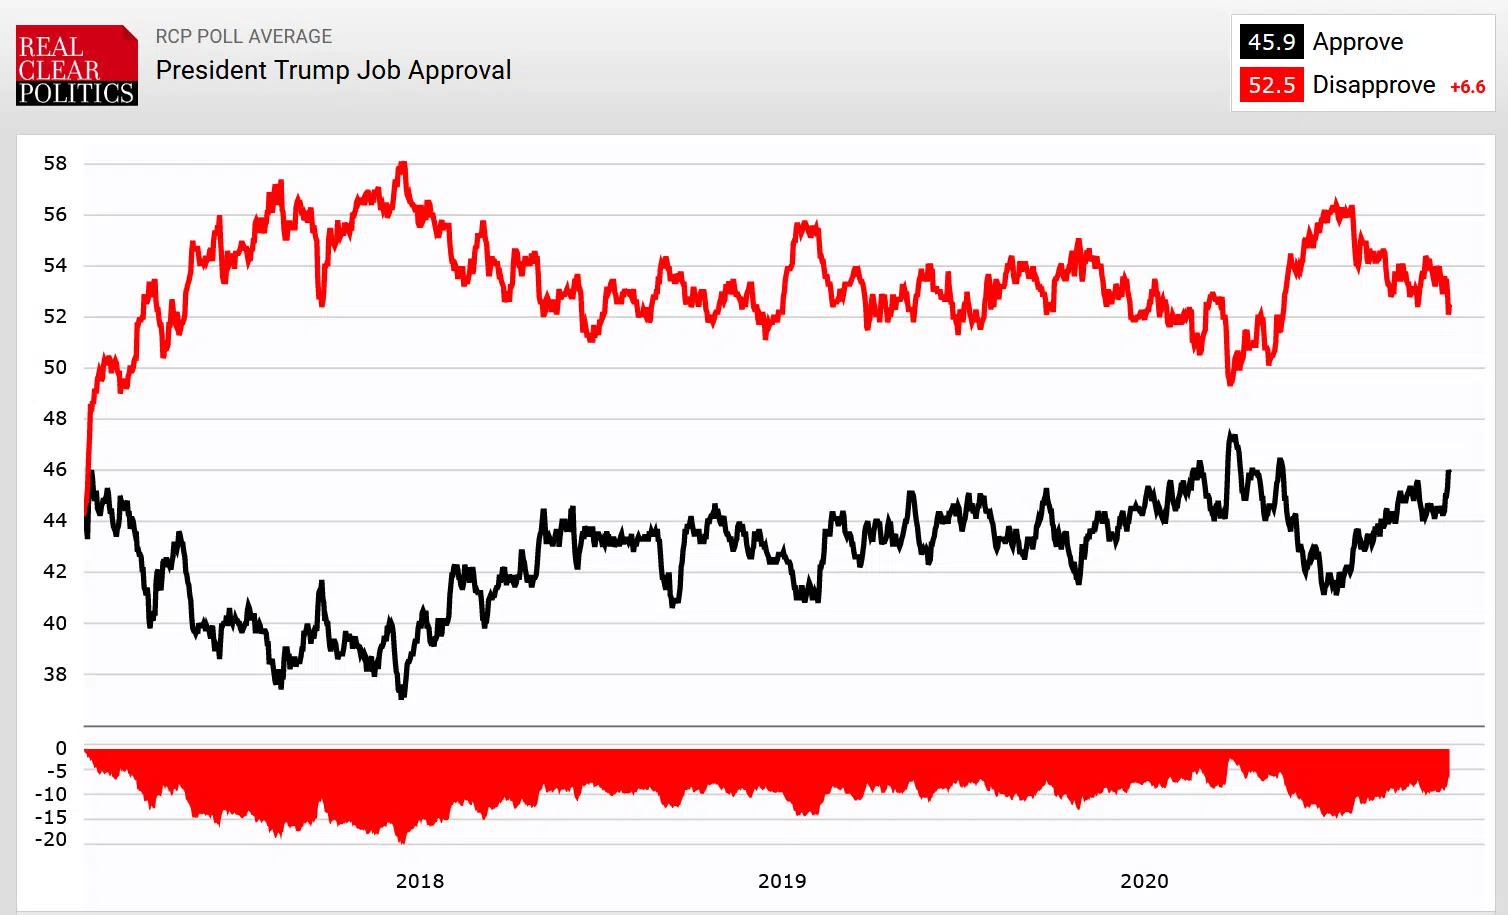 REAL
CLEAR
POLITICS
RCP POLL AVERAGE
President Trump Job Approval
45.9 Approve
52.5 Disapprove +6.6
58
56
54
52
50
48
46
44
42
40
38
0
-5
-10
-15
-20
2018 2019 2020